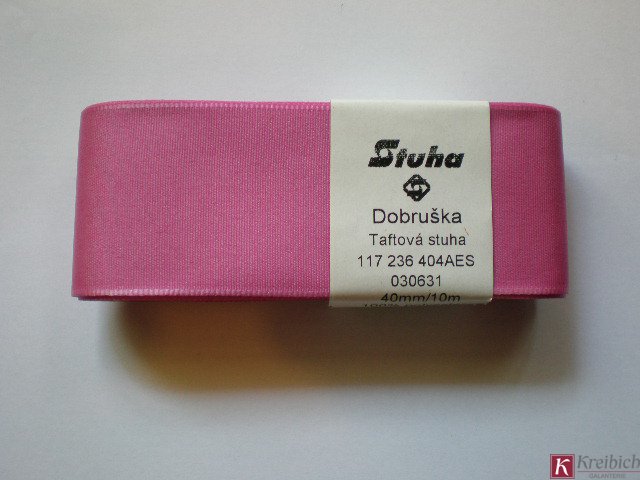 Stuha
Dobruška
Taftová stuha
117 236 404AES
030631
40mm/10m
K Kreibich
GALANTERIE